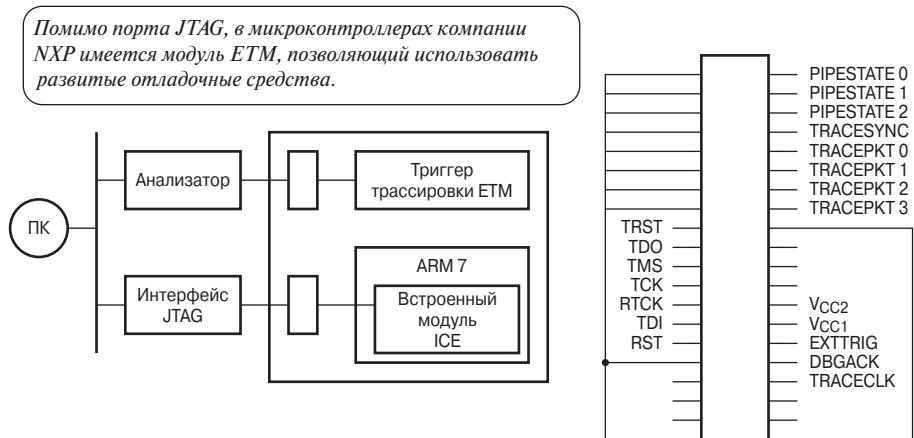 Помимо порта JTAG, в микроконтроллерах компании
NXP имеется модуль ETM, позволяющий использовать
развитые отладочные средства.
ПК
Анализатор
Триггер
трассировки ETM
Интерфейс
JTAG
ARM 7
Встроенный
модуль
ICE
PIPESTATE 0
PIPESTATE 1
PIPESTATE 2
TRACESYNC
TRACEPKT 0
TRACEPKT 1
TRACEPKT 2
TRACEPKT 3
TRST
TDO
TMS
TCK
RTCK
TDI
RST
VCC2
VCC1
EXTTRIG
DBGACK
TRACECLK